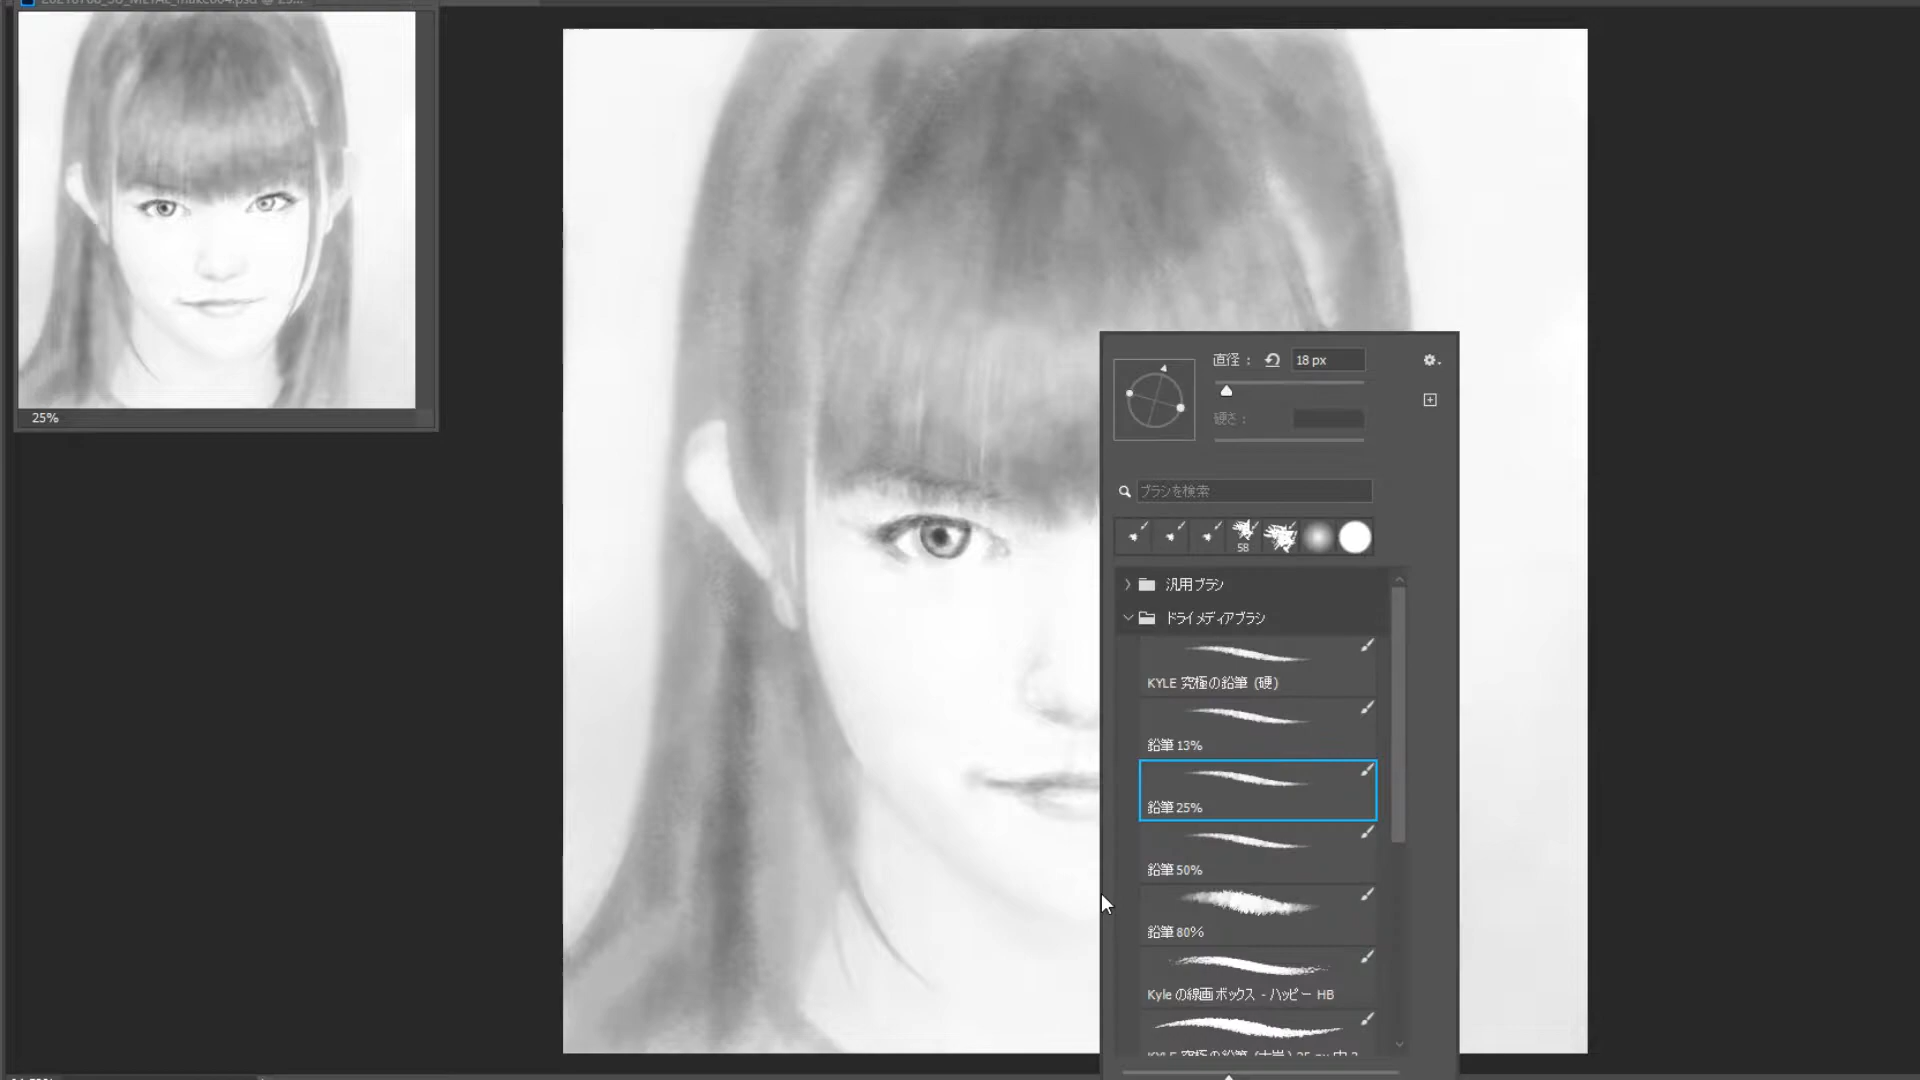 25%
直径 :
18 px
硬さ :
ブラシを検索
58
汎用ブラシ
ドライメディアブラシ
KYLE 究極の鉛筆 (硬)
鉛筆 13%
鉛筆 25%
鉛筆 50%
鉛筆 80%
Kyle の線画ボックス - ハッピー HB